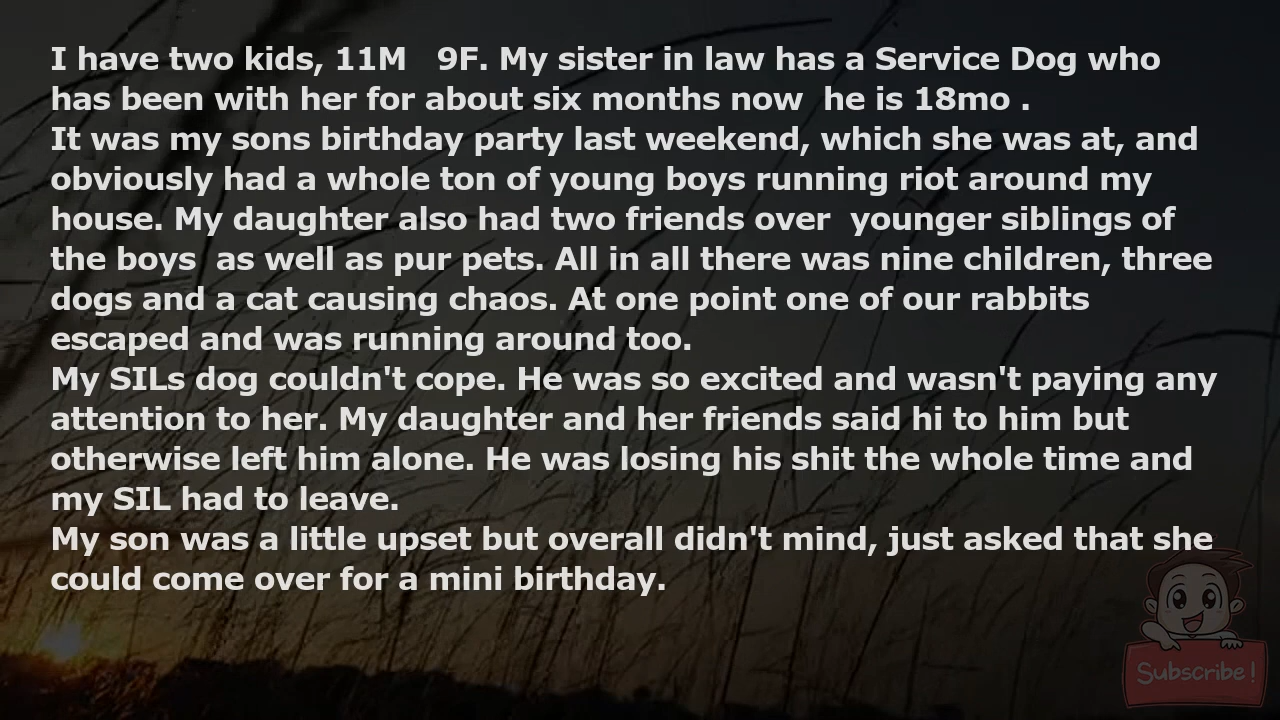 I have two kids, 11M   9F. My sister in law has a Service Dog who
has been with her for about six months now  he is 18mo .
It was my sons birthday party last weekend, which she was at, and
obviously had a whole ton of young boys running riot around my
house. My daughter also had two friends over  younger siblings of
the boys  as well as pur pets. All in all there was nine children, three
dogs and a cat causing chaos. At one point one of our rabbits
escaped and was running around too.
My SILs dog couldn't cope. He was so excited and wasn't paying any
attention to her. My daughter and her friends said hi to him but
otherwise left him alone. He was losing his shit the whole time and
my SIL had to leave.
My son was a little upset but overall didn't mind, just asked that she
could come over for a mini birthday.
Subscribe!